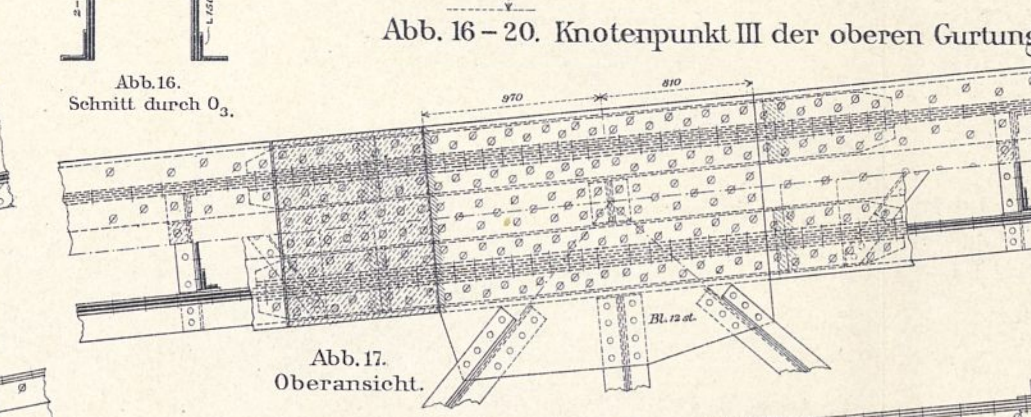 Abb. 16 – 20. Knotenpunkt III der oberen Gurtung
Abb. 16.
Schnitt durch O₃.
970
810
Bl. 12 st.
Abb. 17.
Oberansicht.